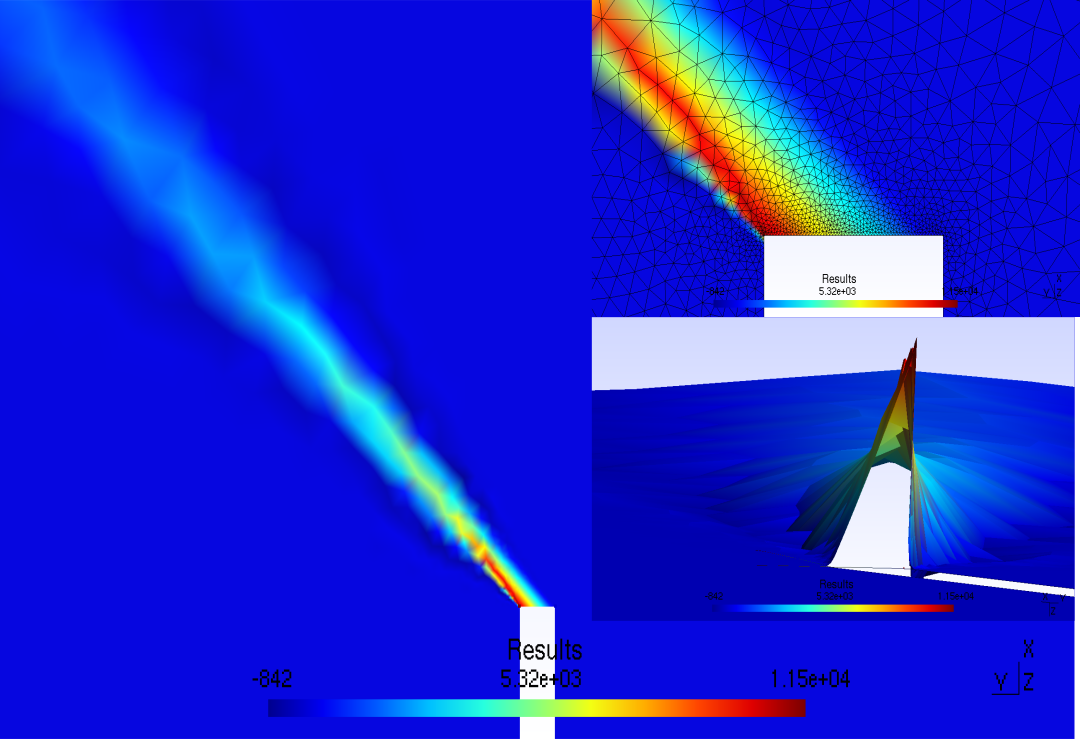 Results
5.32e+03
-842 1.15e+04
X
Y Z
Results
-842 5.32e+03 1.15e+04
Results
-842 5.32e+03 1.15e+04
X
Y Z